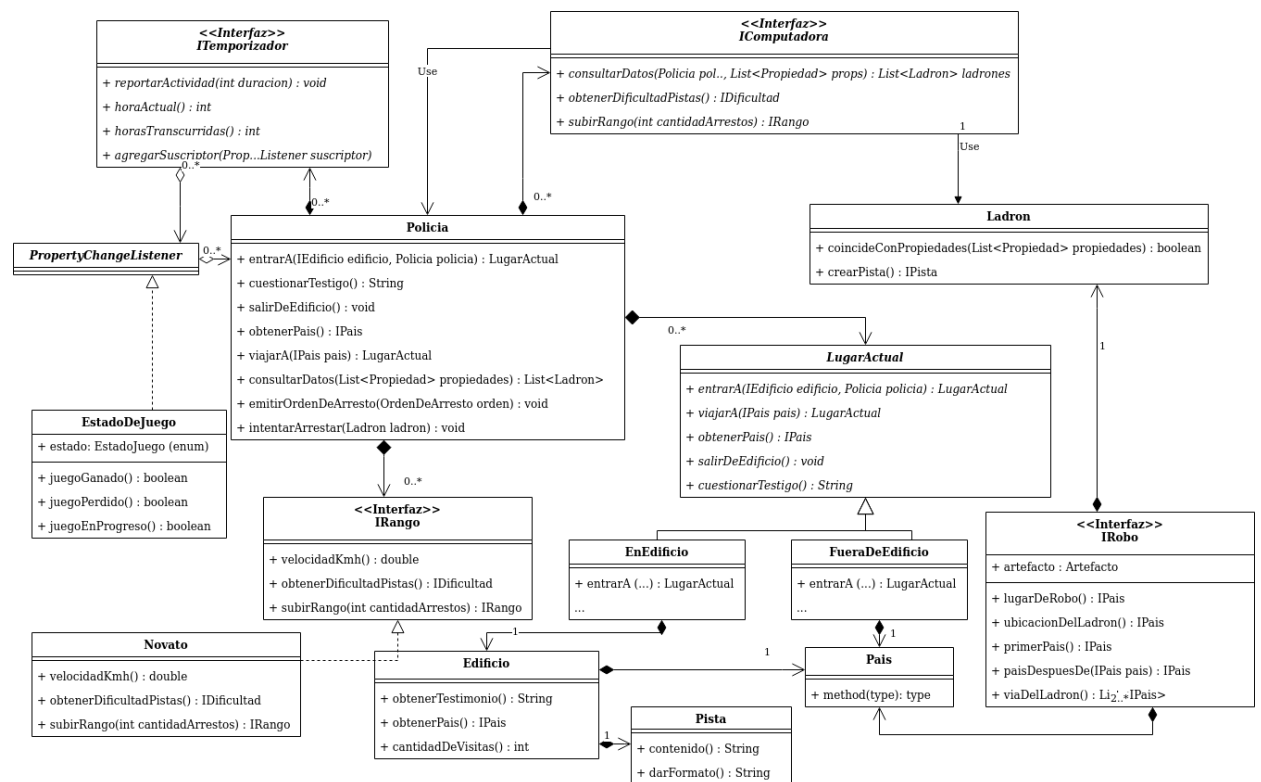 <<Interfaz>>
ITemporizador
+ reportarActividad(int duracion) : void
+ horaActual() : int
+ horasTranscurridas() : int
+ agregarSuscriptor(Prop...Listener suscriptor)
0..*
<<Interfaz>>
IComputadora
+ consultarDatos(Policia pol.., List<Propiedad> props) : List<Ladron> ladrones
+ obtenerDificultadPistas() : IDificultad
+ subirRango(int cantidadArrestos) : IRango
Use
1
Use
0..*
0..*
Policia
+ entrarA(IEdificio edificio, Policia policia) : LugarActual
+ cuestionarTestigo() : String
+ salirDeEdificio() : void
+ obtenerPais() : IPais
+ viajarA(IPais pais) : LugarActual
+ consultarDatos(List<Propiedad> propiedades) : List<Ladron>
+ emitirOrdenDeArresto(OrdenDeArresto orden) : void
+ intentarArrestar(Ladron ladron) : void
Ladron
+ coincideConPropiedades(List<Propiedad> propiedades) : boolean
+ crearPista() : IPista
PropertyChangeListener
0..*
0..*
1
LugarActual
+ entrarA(IEdificio edificio, Policia policia) : LugarActual
+ viajarA(IPais pais) : LugarActual
+ obtenerPais() : IPais
+ salirDeEdificio() : void
+ cuestionarTestigo() : String
EstadoDeJuego
+ estado: EstadoJuego (enum)
+ juegoGanado() : boolean
+ juegoPerdido() : boolean
+ juegoEnProgreso() : boolean
0..*
<<Interfaz>>
IRango
+ velocidadKmh() : double
+ obtenerDificultadPistas() : IDificultad
+ subirRango(int cantidadArrestos) : IRango
EnEdificio
+ entrarA (...) : LugarActual
...
FueraDeEdificio
+ entrarA (...) : LugarActual
...
<<Interfaz>>
IRobo
+ artefacto : Artefacto
+ lugarDeRobo() : IPais
+ ubicacionDelLadron() : IPais
+ primerPais() : IPais
+ paisDespuesDe(IPais pais) : IPais
+ viaDelLadron() : Li IPais>
2..*
Novato
+ velocidadKmh() : double
+ obtenerDificultadPistas() : IDificultad
+ subirRango(int cantidadArrestos) : IRango
1
1
1
Edificio
+ obtenerTestimonio() : String
+ obtenerPais() : IPais
+ cantidadDeVisitas() : int
1
Pais
+ method(type): type
Pista
+ contenido() : String
+ darFormato() : String